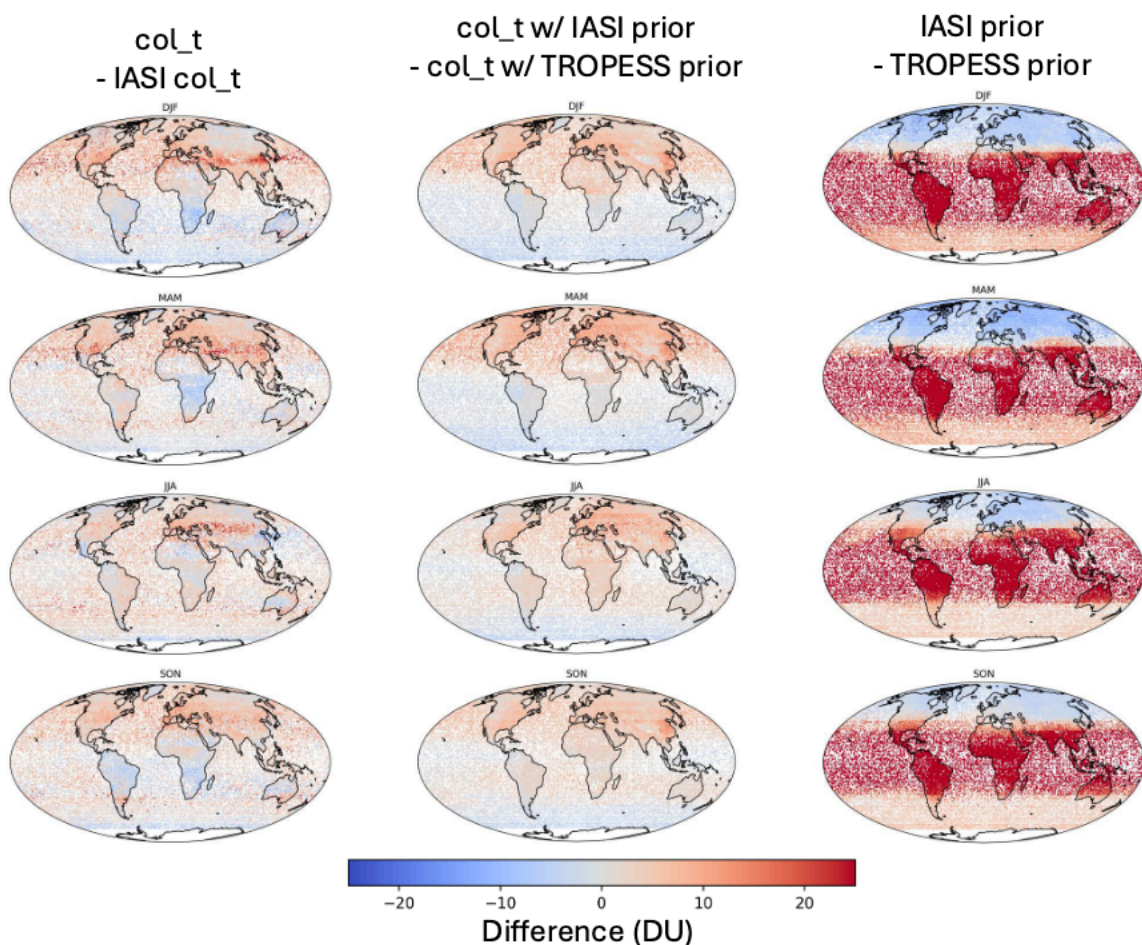 col_t
- IASI col_t
col_t w/ IASI prior
- col_t w/ TROPESS prior
IASI prior
- TROPESS prior
DJF
DJF
DJF
MAM
MAM
MAM
JJA
JJA
JJA
SON
SON
SON
−20
−10
0
10
20
Difference (DU)